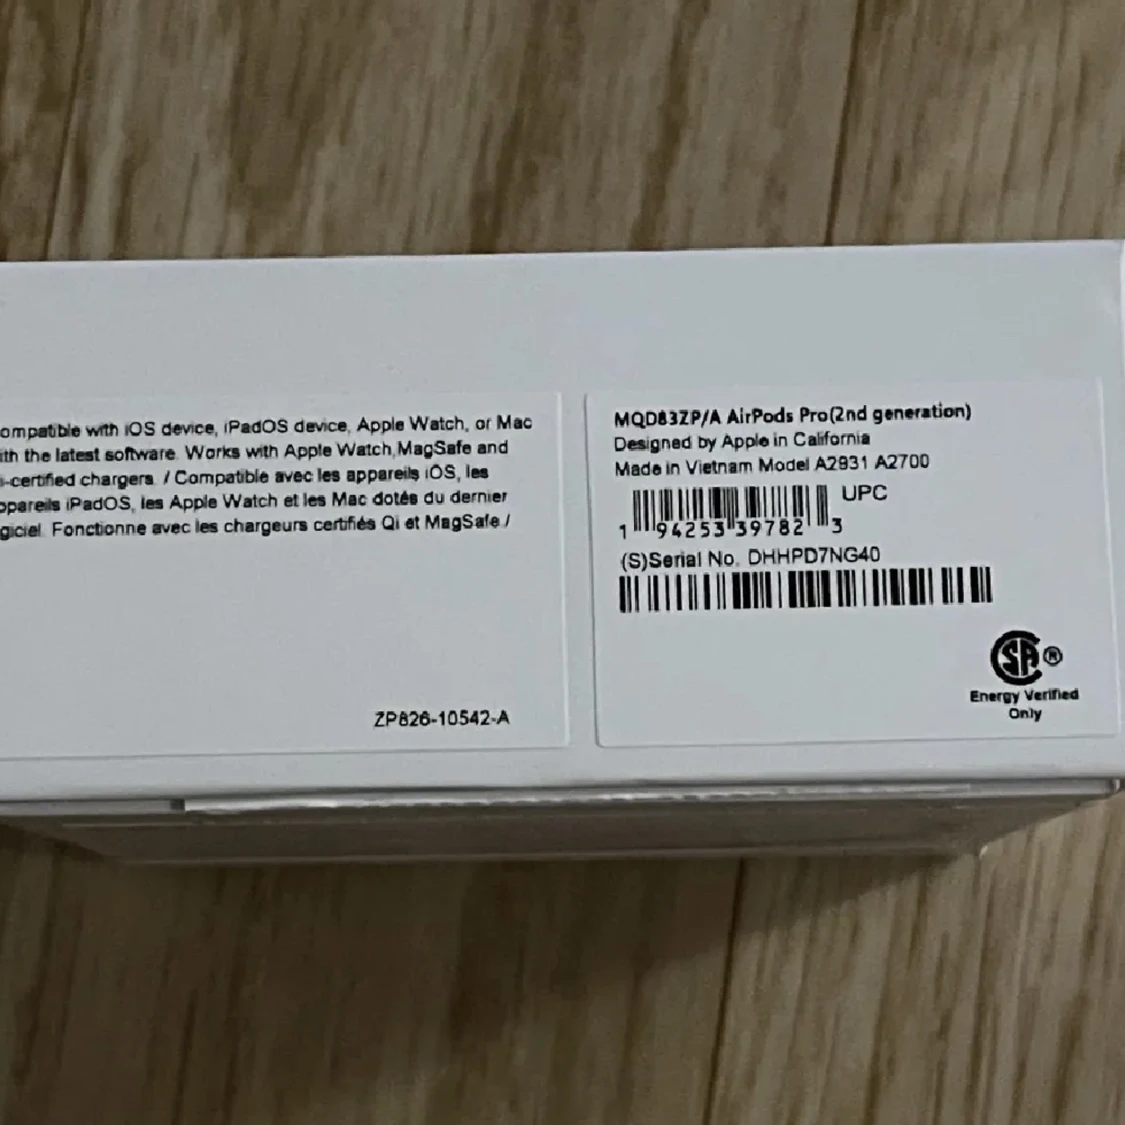 ompatible with iOS device, iPadOS device, Apple Watch, or Mac
ith the latest software. Works with Apple Watch,MagSafe and
i-certified chargers. / Compatible avec les appareils iOS, les
ppareils iPadOS, les Apple Watch et les Mac dotés du dernier
giciel. Fonctionne avec les chargeurs certifiés Qi et MagSafe./
ZP826-10542-A
MQD83ZP/A AirPods Pro(2nd generation)
Designed by Apple in California
Made in Vietnam Model A2931 A2700
UPC
1 94253 39782 3
(S)Serial No. DHHPD7NG40
SA ®
Energy Verified
Only